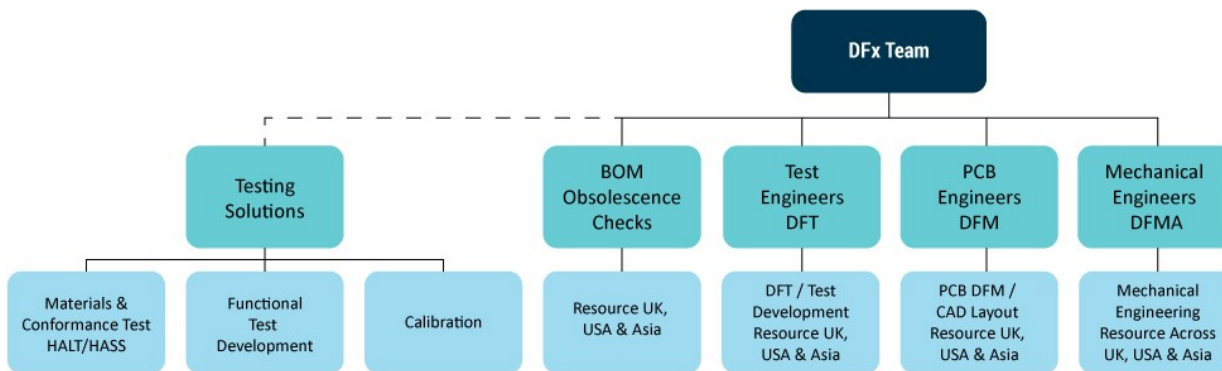 DFx Team
Testing
Solutions
BOM
Obsolescence
Checks
Test
Engineers
DFT
PCB
Engineers
DFM
Mechanical
Engineers
DFMA
Materials &
Conformance Test
HALT/HASS
Functional
Test
Development
Calibration
Resource UK,
USA & Asia
DFT / Test
Development
Resource UK,
USA & Asia
PCB DFM /
CAD Layout
Resource UK,
USA & Asia
Mechanical
Engineering
Resource Across
UK, USA & Asia